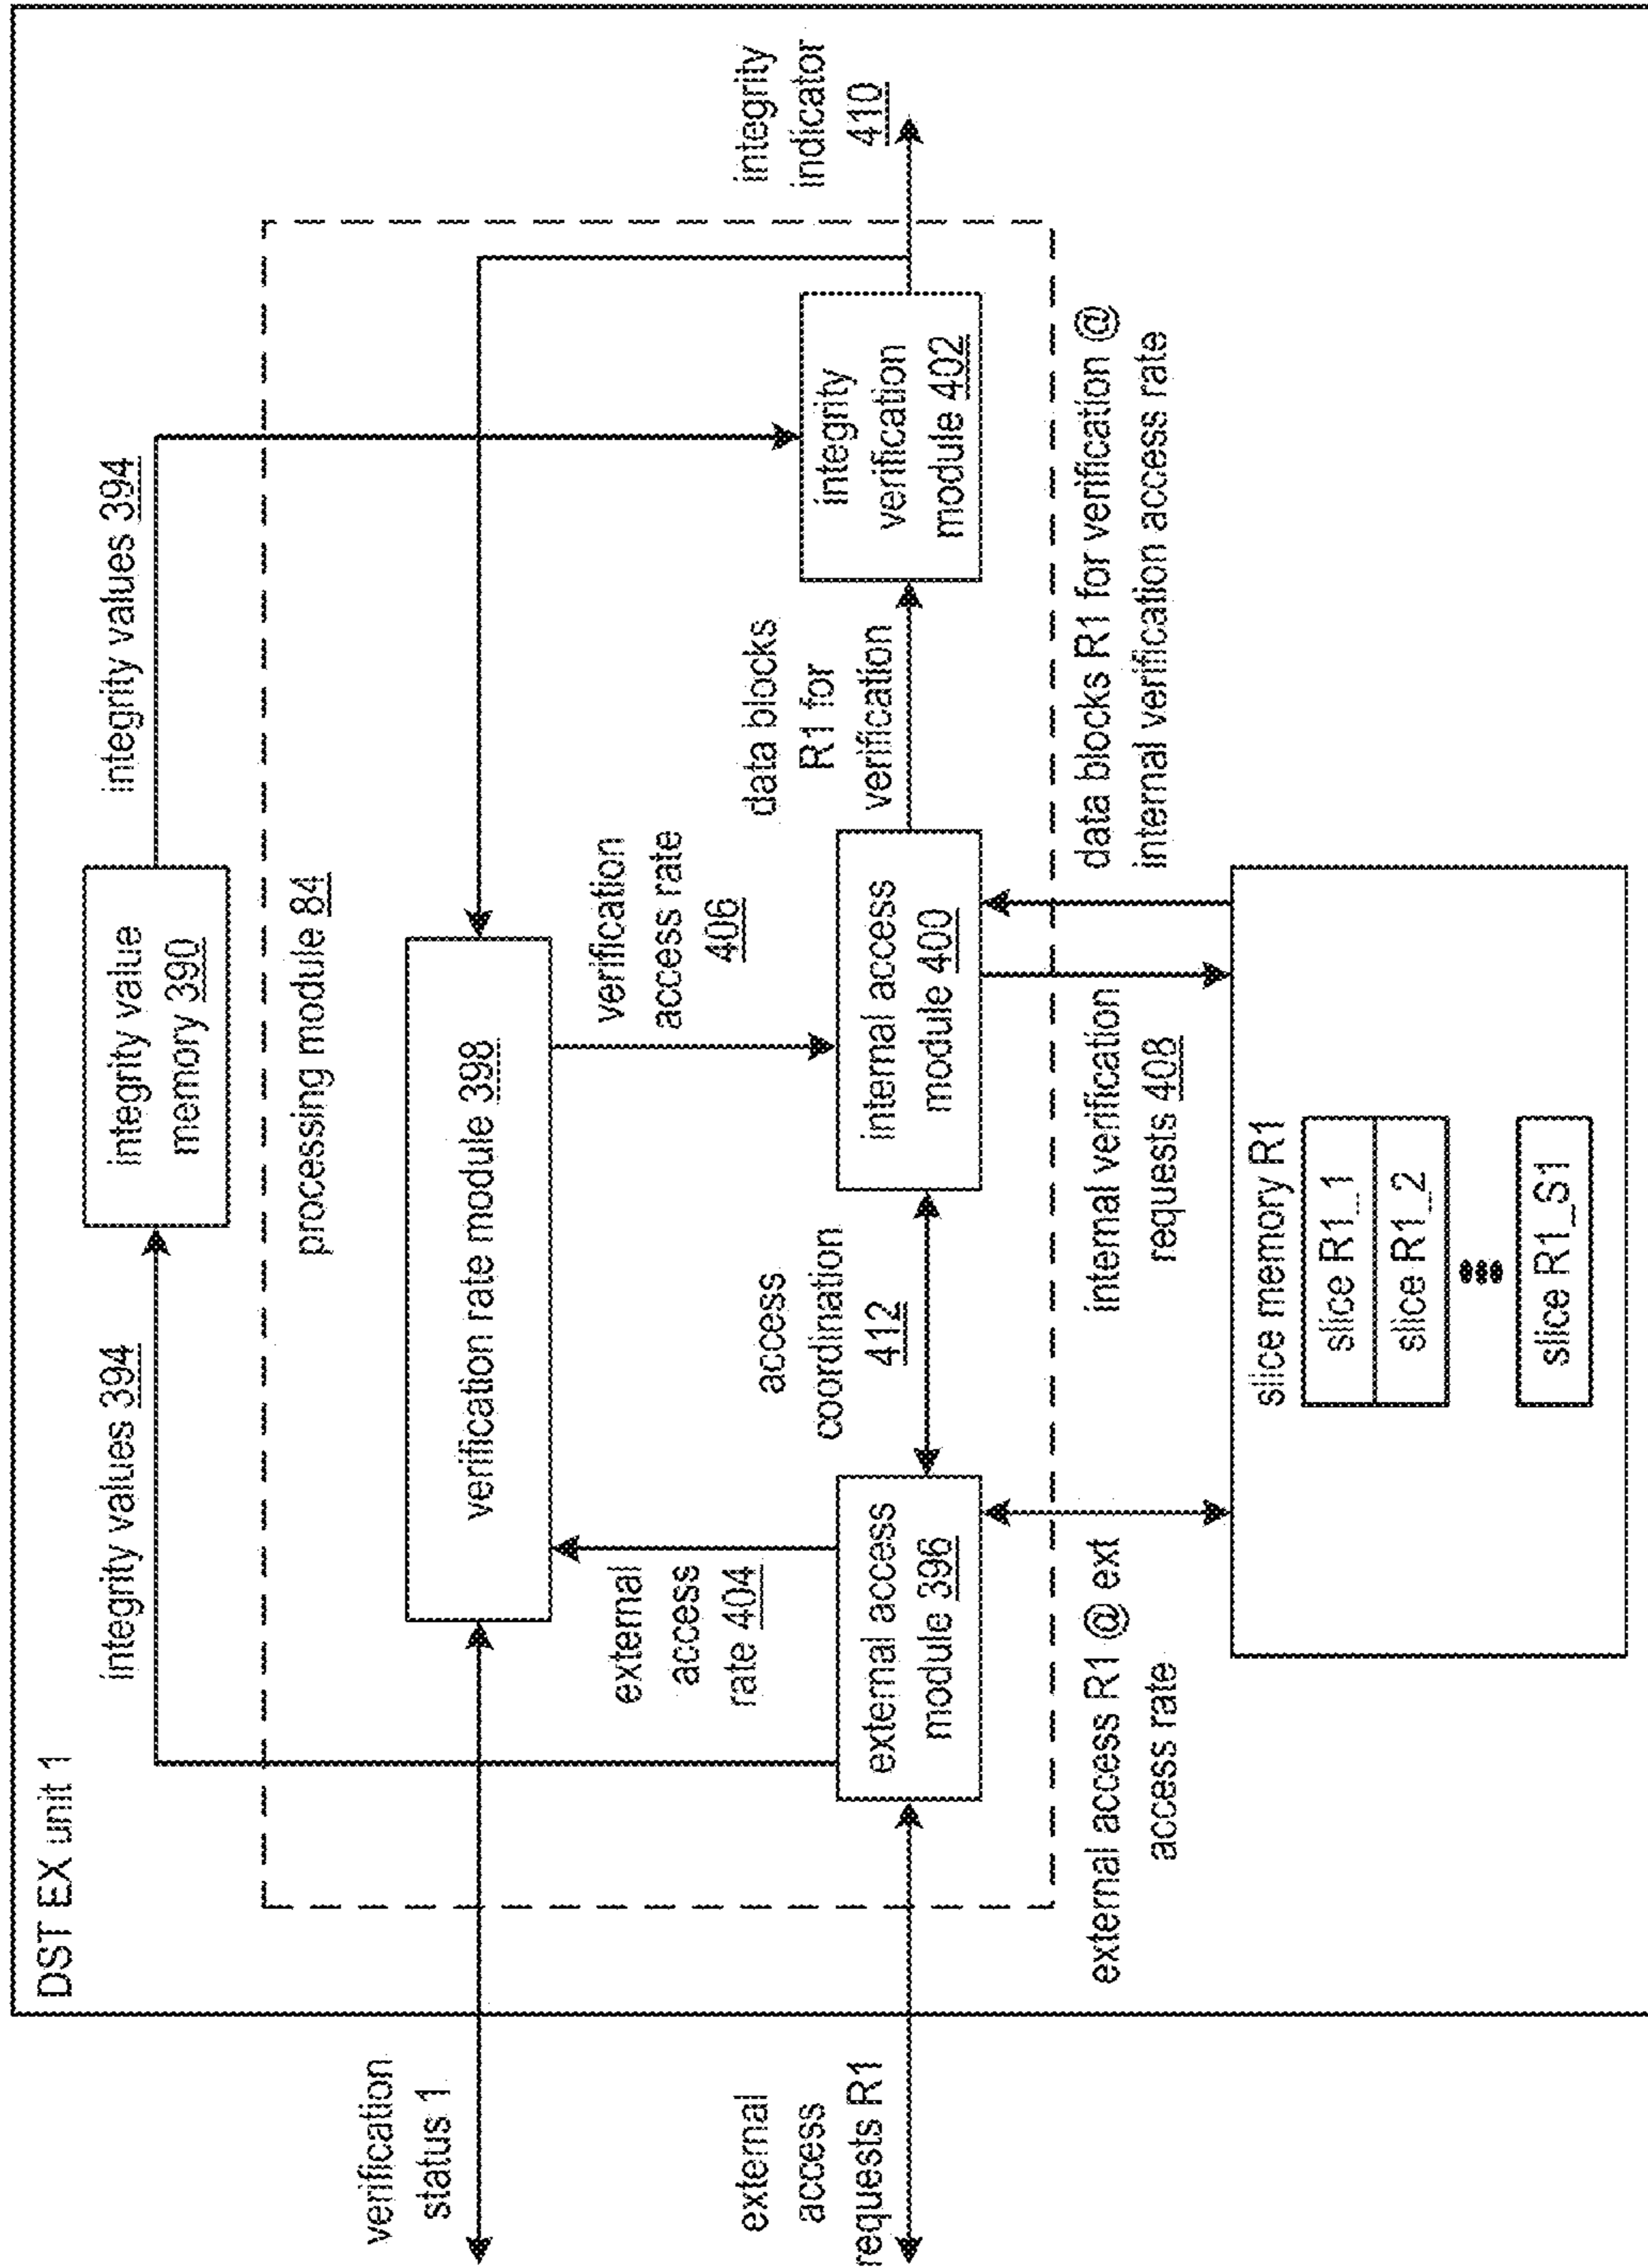 DST EX unit 1
integrity values 394
integrity value
memory 390
integrity values 394
processing module 84
verification
status 1
verification rate module 398
external
access
rate 404
verification
access rate
406
external
access
requests R1
external access
module 396
access
coordination
412
internal access
module 400
data blocks
R1 for
verification
integrity
verification
module 402
integrity
indicator
410
external access R1 @ ext
access rate
internal verification
requests 408
data blocks R1 for verification @
internal verification access rate
slice memory R1
slice R1_1
slice R1_2
slice R1_S1